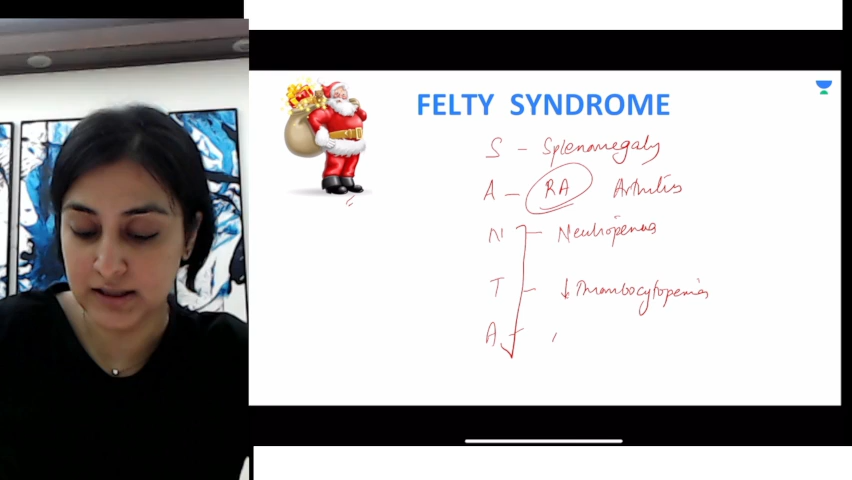 FELTY SYNDROME
S - Splenomegaly
A - RA Arthritis
N - Neutropenia
T - ↓ Thrombocytopenia
A -